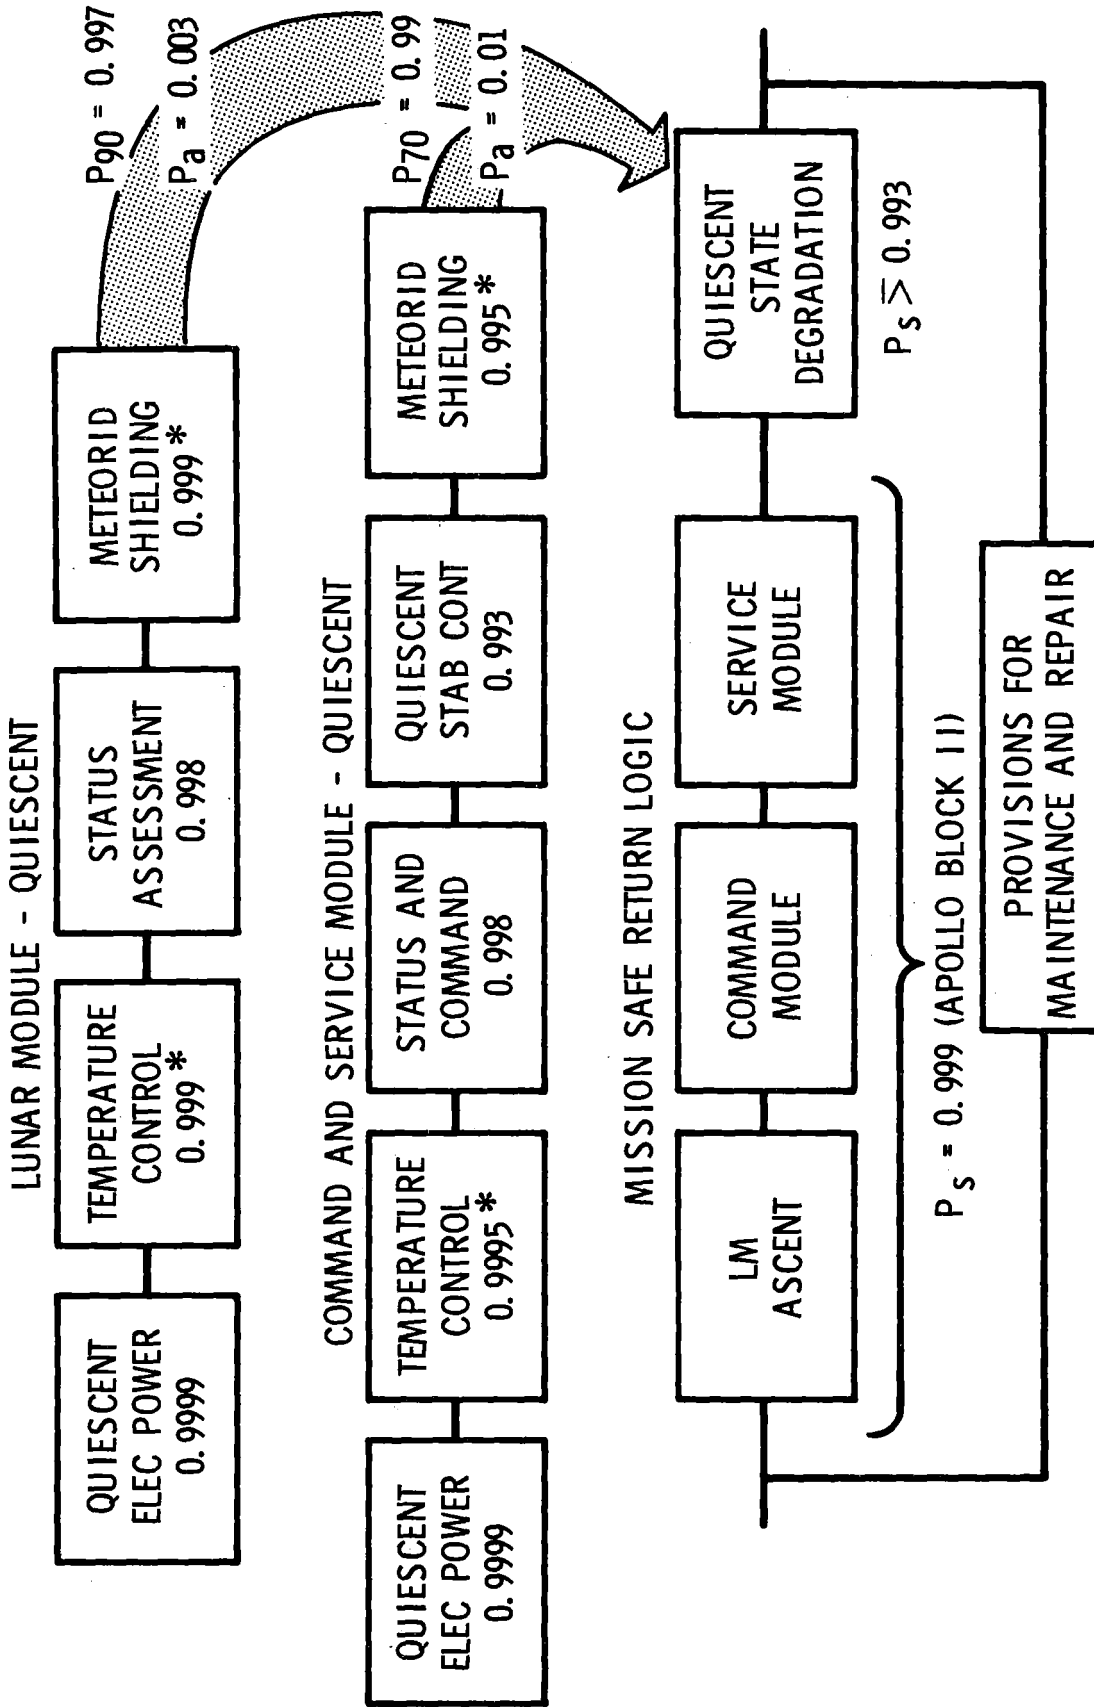 LUNAR MODULE - QUIESCENT
QUIESCENT
ELEC POWER
0.9999
TEMPERATURE
CONTROL
0.999*
STATUS
ASSESSMENT
0.998
METEORID
SHIELDING
0.999*
P90 = 0.997
Pa = 0.003
COMMAND AND SERVICE MODULE - QUIESCENT
QUIESCENT
ELEC POWER
0.9999
TEMPERATURE
CONTROL
0.9995*
STATUS AND
COMMAND
0.998
QUIESCENT
STAB CONT
0.993
METEORID
SHIELDING
0.995*
P70 = 0.99
Pa = 0.01
MISSION SAFE RETURN LOGIC
LM
ASCENT
COMMAND
MODULE
SERVICE
MODULE
QUIESCENT
STATE
DEGRADATION
Ps ≥ 0.993
Ps = 0.999 (APOLLO BLOCK II)
PROVISIONS FOR
MAINTENANCE AND REPAIR